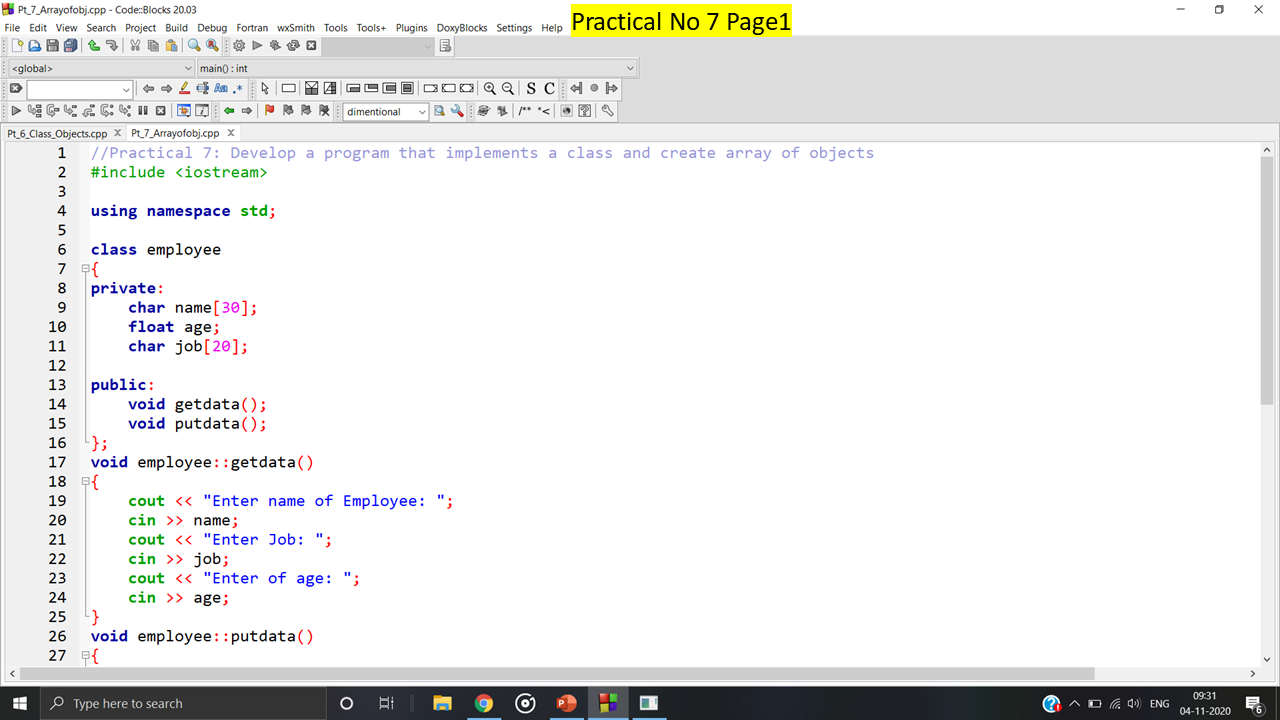 Pt_7_Arrayofobj.cpp - Code::Blocks 20.03
Practical No 7 Page1
File Edit View Search Project Build Debug Fortran wxSmith Tools Tools+ Plugins DoxyBlocks Settings Help
<global> main() : int
Aa .* S C
dimentional /** *<
Pt_6_Class_Objects.cpp Pt_7_Arrayofobj.cpp
1 //Practical 7: Develop a program that implements a class and create array of objects
2 #include <iostream>
3
4 using namespace std;
5
6 class employee
7 {
8 private:
9 char name[30];
10 float age;
11 char job[20];
12
13 public:
14 void getdata();
15 void putdata();
16 };
17 void employee::getdata()
18 {
19 cout << "Enter name of Employee: ";
20 cin >> name;
21 cout << "Enter Job: ";
22 cin >> job;
23 cout << "Enter of age: ";
24 cin >> age;
25 }
26 void employee::putdata()
27 {
Type here to search
ENG
09:31
04-11-2020
6